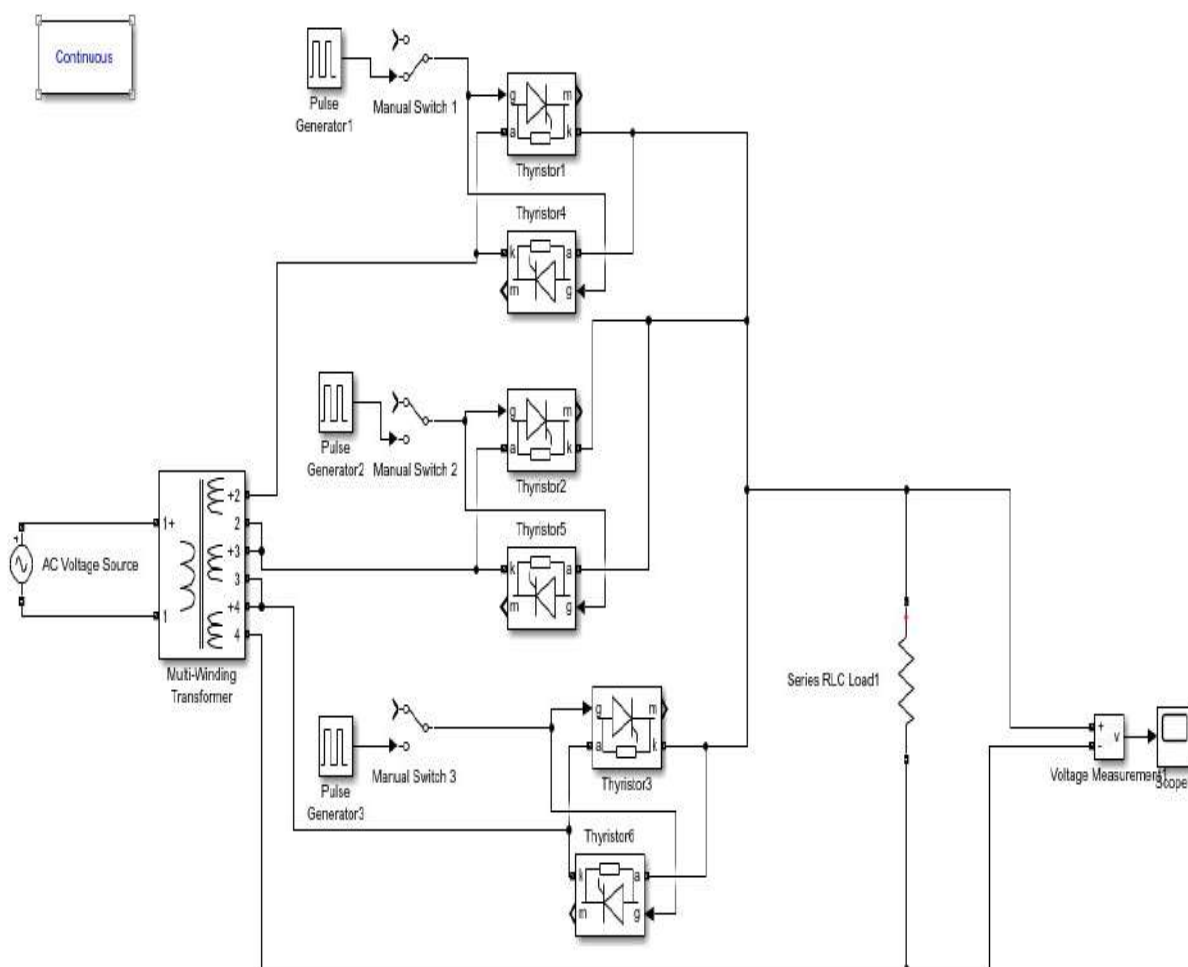 Continuous
Pulse
Generator1
Manual Switch 1
g
m
a
k
Thyristor1
Thyristor4
k
a
m
g
Pulse
Generator2
Manual Switch 2
g
m
a
k
Thyristor2
Thyristor5
k
a
m
g
AC Voltage Source
+
1+
1
+2
2
+3
3
+4
4
Multi-Winding
Transformer
Pulse
Generator3
Manual Switch 3
g
m
a
k
Thyristor3
Thyristor6
k
a
m
g
Series RLC Load1
+
-
v
Voltage Measurement1
Scope